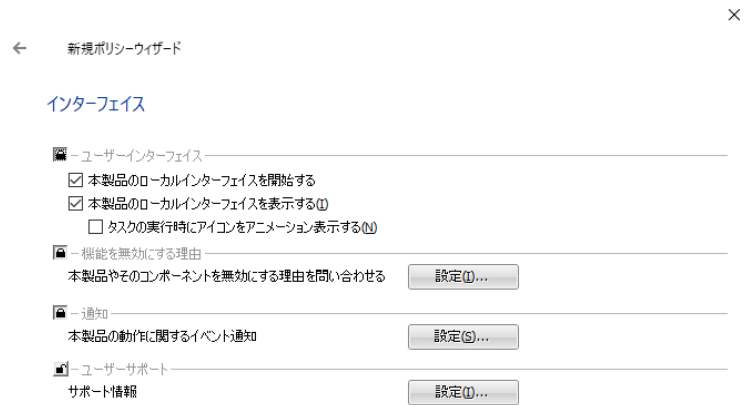 新規ポリシーウィザード
インターフェイス
ユーザーインターフェイス
本製品のローカルインターフェイスを開始する
本製品のローカルインターフェイスを表示する(I)
タスクの実行時にアイコンをアニメーション表示する(N)
機能を無効にする理由
本製品やそのコンポーネントを無効にする理由を問い合わせる 設定(I)...
通知
本製品の動作に関するイベント通知 設定(S)...
ユーザーサポート
サポート情報 設定(I)...